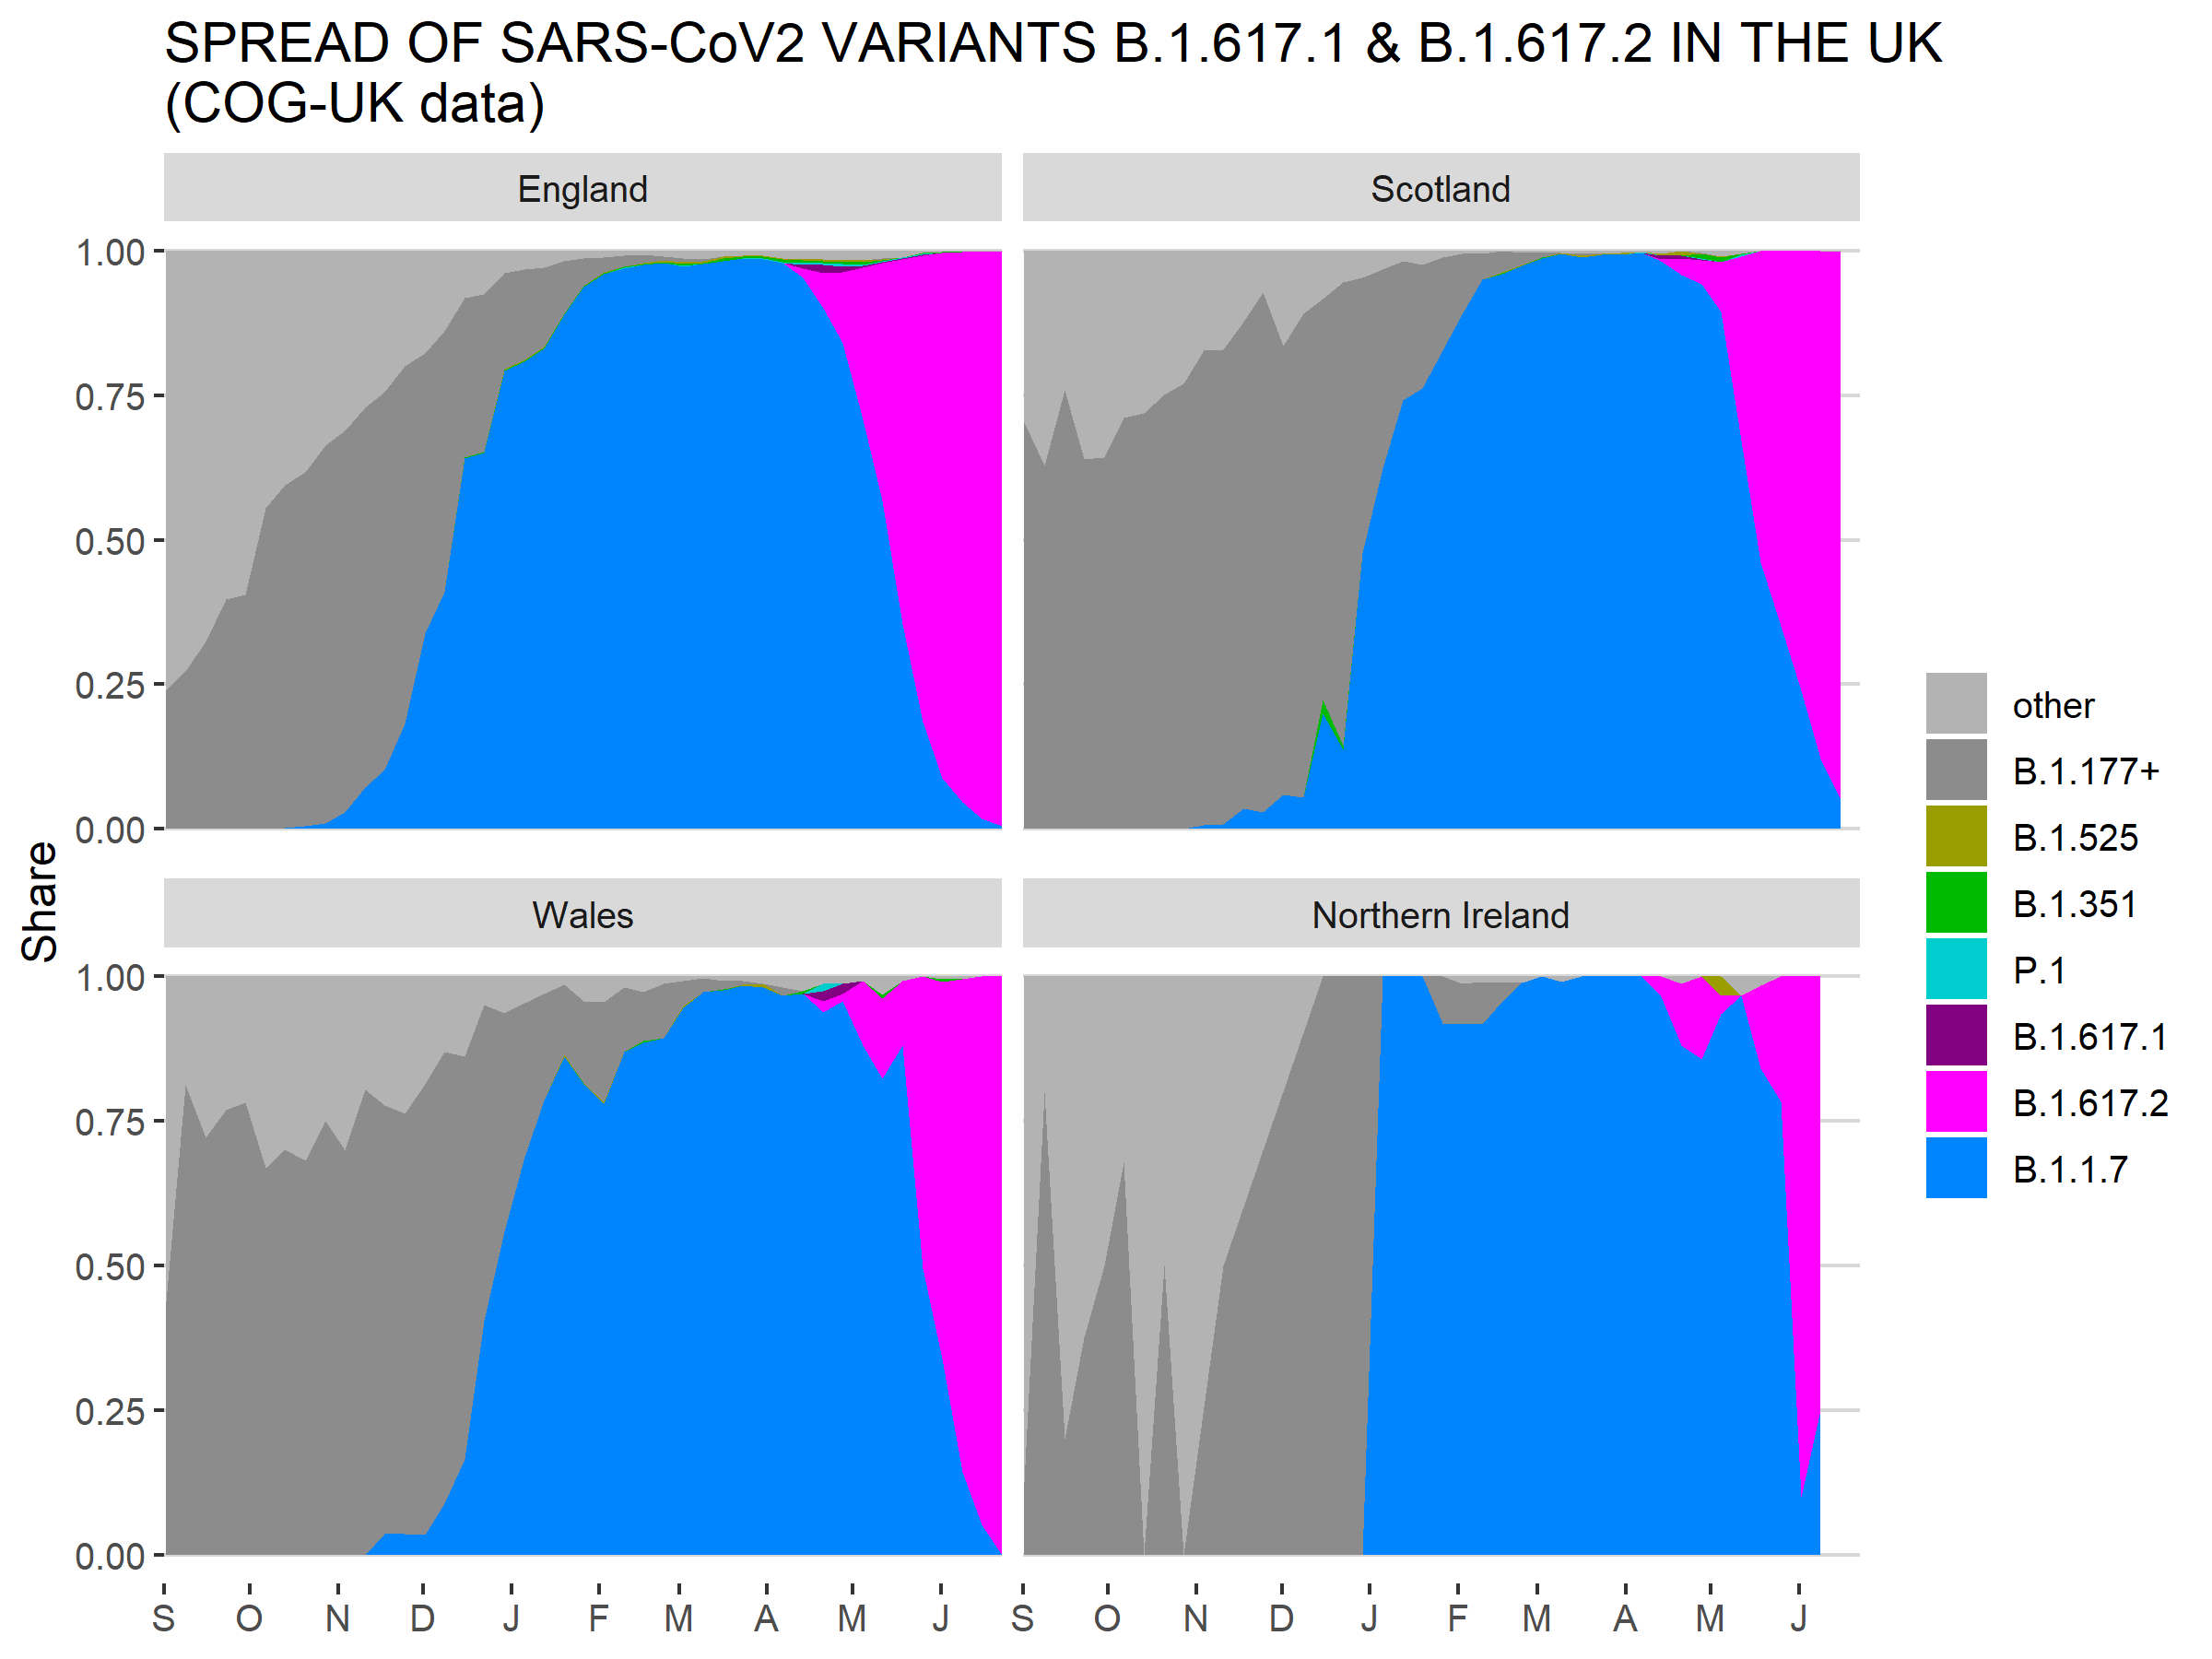 SPREAD OF SARS-CoV2 VARIANTS B.1.617.1 & B.1.617.2 IN THE UK
(COG-UK data)
England
Scotland
1.00
0.75
0.50
0.25
0.00
Share
Wales
Northern Ireland
1.00
0.75
0.50
0.25
0.00
S O N D J F M A M J
S O N D J F M A M J
other
B.1.177+
B.1.525
B.1.351
P.1
B.1.617.1
B.1.617.2
B.1.1.7